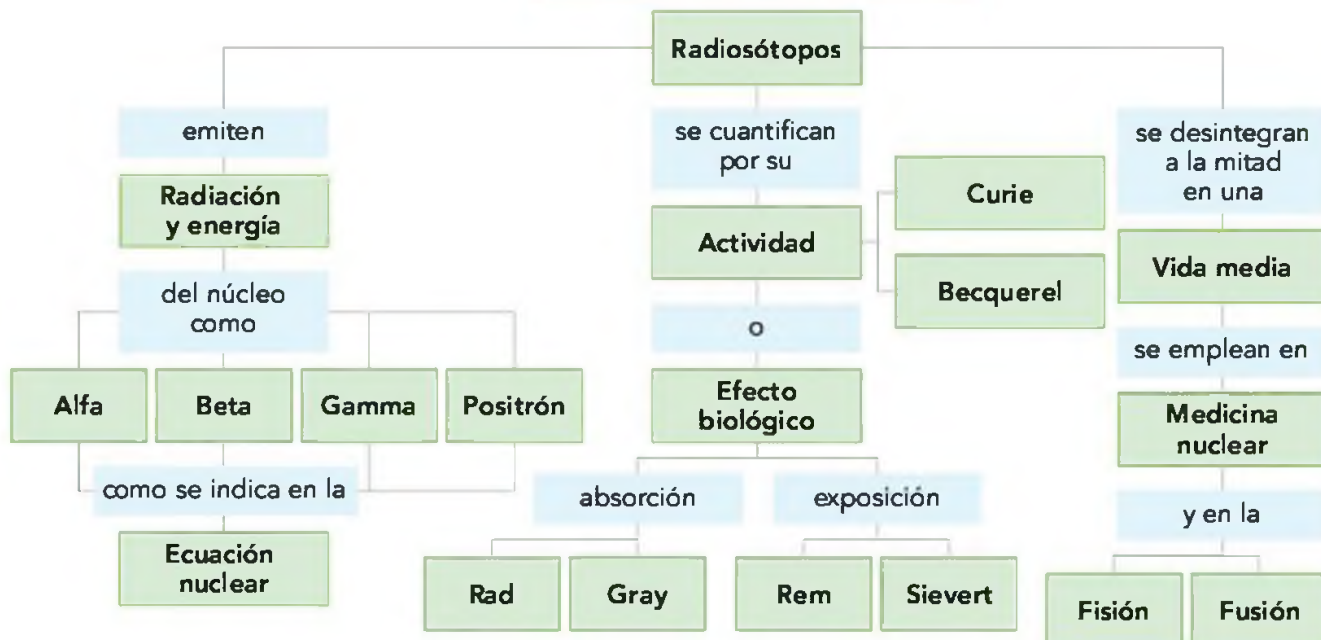 Radiosótopos
emiten
Radiación
y energía
del núcleo
como
Alfa
Beta
Gamma
Positrón
como se indica en la
Ecuación
nuclear
se cuantifican
por su
Actividad
Curie
Becquerel
o
Efecto
biológico
absorción
exposición
Rad
Gray
Rem
Sievert
se desintegran
a la mitad
en una
Vida media
se emplean en
Medicina
nuclear
y en la
Fisión
Fusión